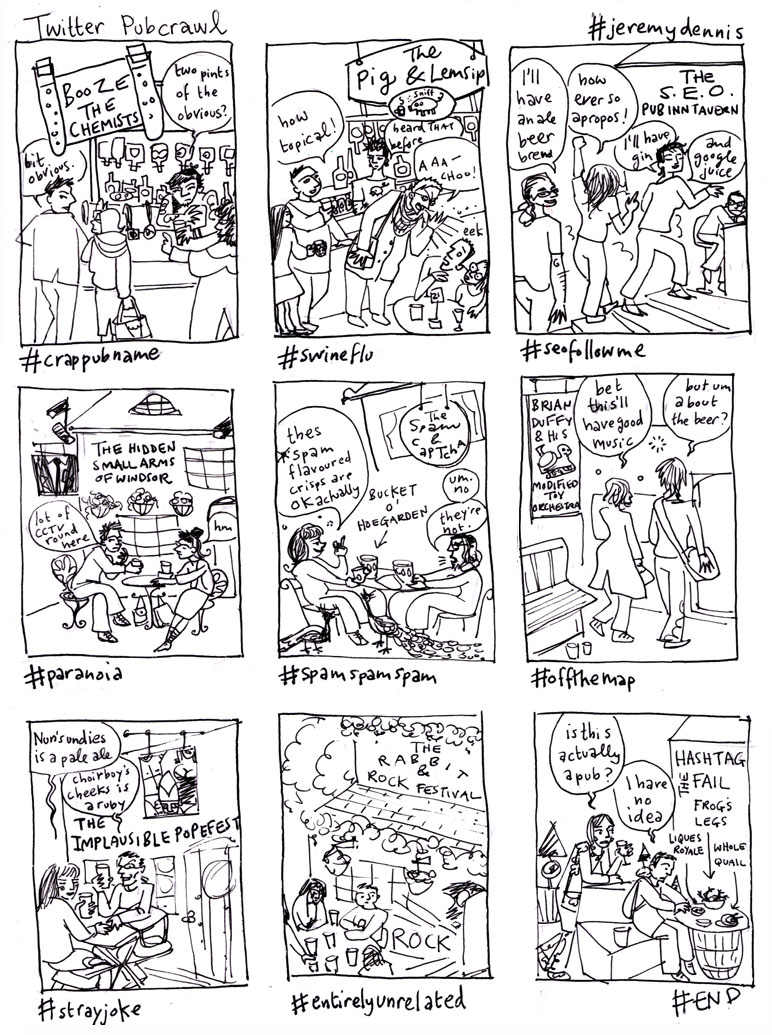 Twitter Pubcrawl
#jeremydennis
BOOZE
THE
CHEMISTS
two pints
of the
obvious?
bit
obvious.
#crappubname
The
Pig & Lemsip
sniff
how
topical!
heard THAT
before
AAA-
CHOO!
eek
#swineflu
THE
S.E.O.
PUB INN TAVERN
I'll
have
an ale
beer
brend
how
ever so
apropos!
I'll have
gin
and
google
juice
#seofollowme
THE HIDDEN
SMALL ARMS
OF WINDSOR
lot of
CCTV
round
here
hm
#paranoia
The
Spam
C &
aPTchA
thes
spam
flavoured
crisps are
OK achually
BUCKET
O'
HOEGARDEN
um.
no
they're
not.
#spamspamspam
BRIAN
DUFFY
& HIS
MODIFIED
TOY
ORCHESTRA
bet
this'll
have good
music
but um
about
the beer?
#offthemap
Nun's undies
is a pale ale
choirboy's
cheeks is
a ruby
THE
IMPLAUSIBLE POPEFEST
#strayjoke
THE
RABBIT
&
ROCK FESTIVAL
ROCK
#entirelyunrelated
is this
actually
a pub?
I have
no
idea
THE
HASHTAG
FAIL
FROG'S
LEGS
LIQUES
ROYALE
WHOLE
QUAIL
#END